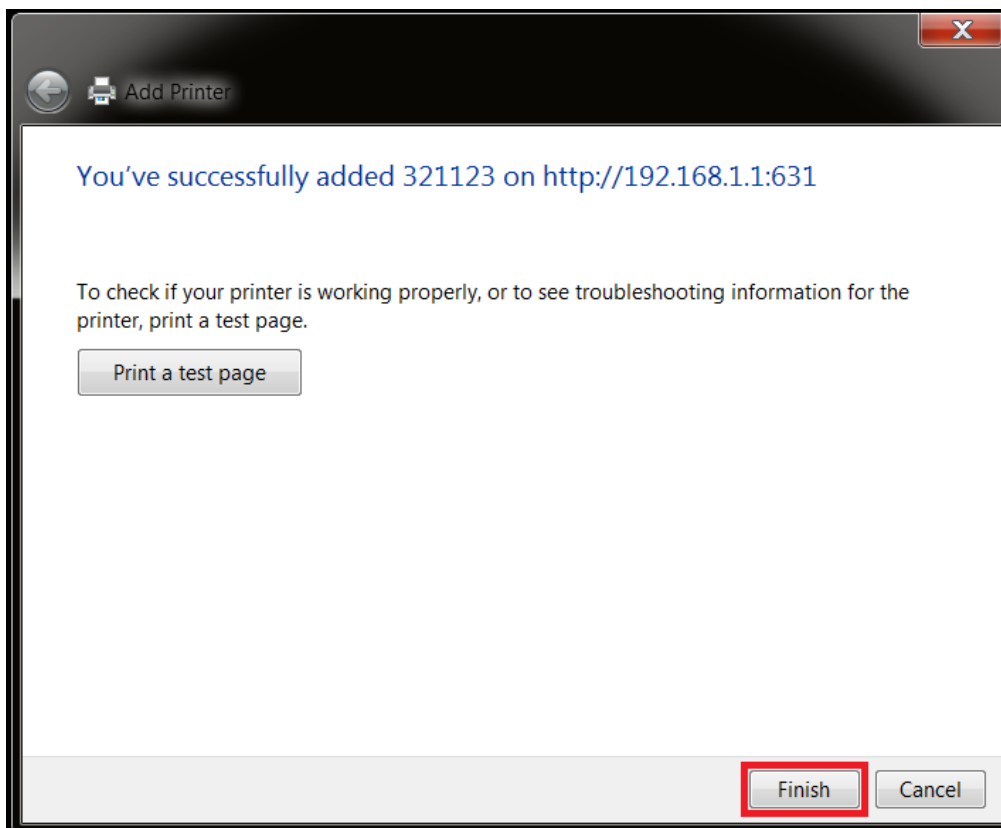 Add Printer
You've successfully added 321123 on http://192.168.1.1:631
To check if your printer is working properly, or to see troubleshooting information for the
printer, print a test page.
Print a test page
Finish
Cancel